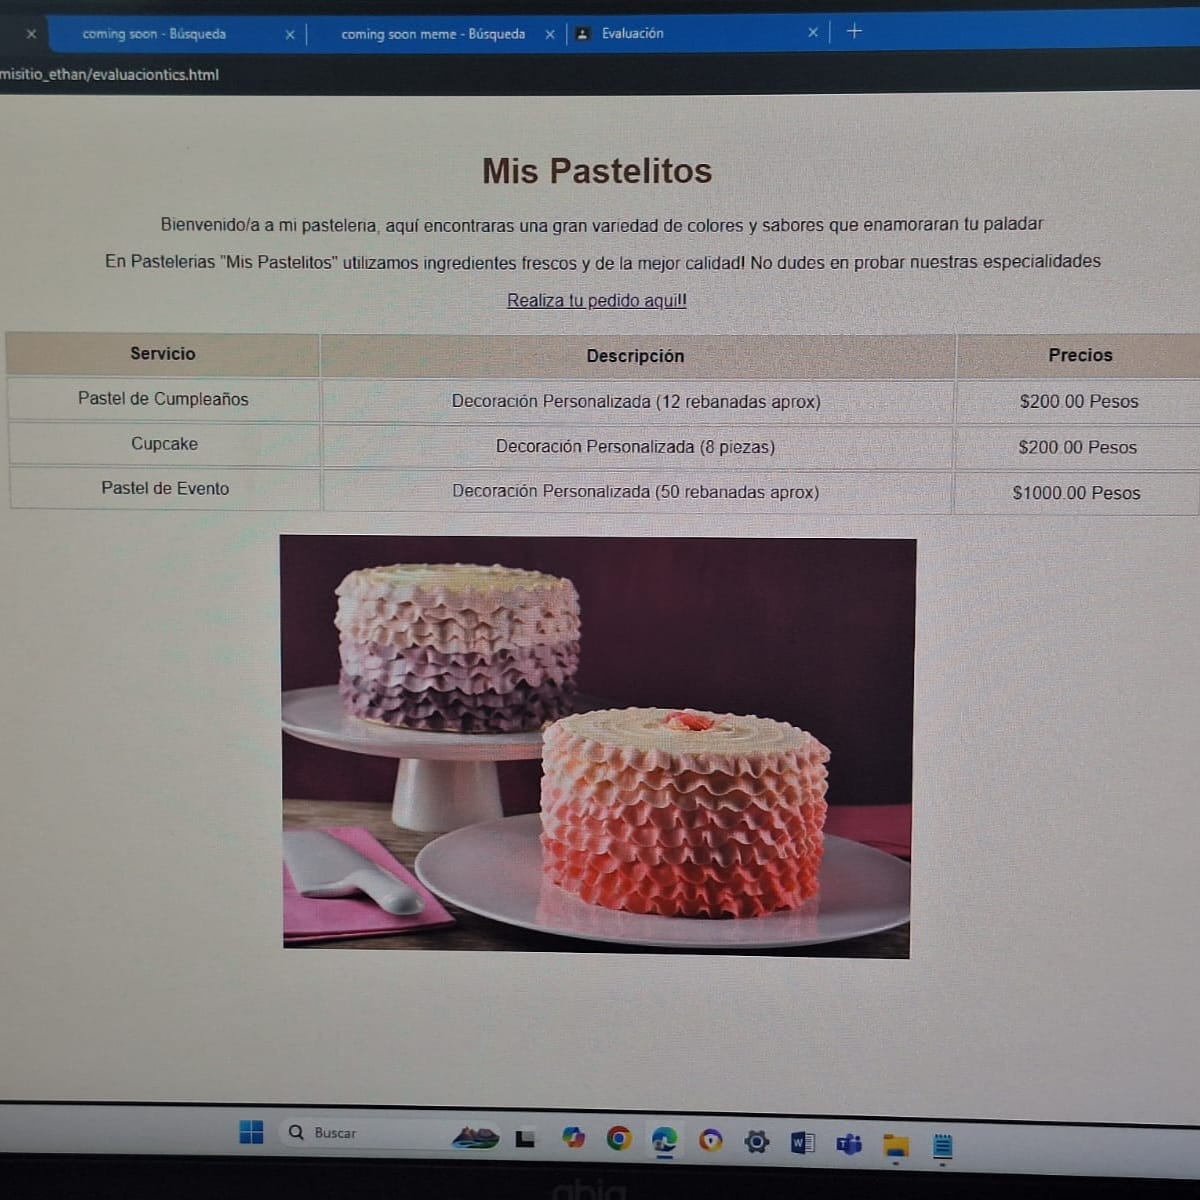 coming soon - Búsqueda
coming soon meme - Búsqueda
Evaluación
misitio_ethan/evaluaciontics.html
Mis Pastelitos
Bienvenido/a a mi pasteleria, aquí encontraras una gran variedad de colores y sabores que enamoraran tu paladar
En Pastelerias "Mis Pastelitos" utilizamos ingredientes frescos y de la mejor calidad! No dudes en probar nuestras especialidades
Realiza tu pedido aqui!!
Servicio Descripción Precios
Pastel de Cumpleaños Decoración Personalizada (12 rebanadas aprox) $200.00 Pesos
Cupcake Decoración Personalizada (8 piezas) $200.00 Pesos
Pastel de Evento Decoración Personalizada (50 rebanadas aprox) $1000.00 Pesos
Buscar